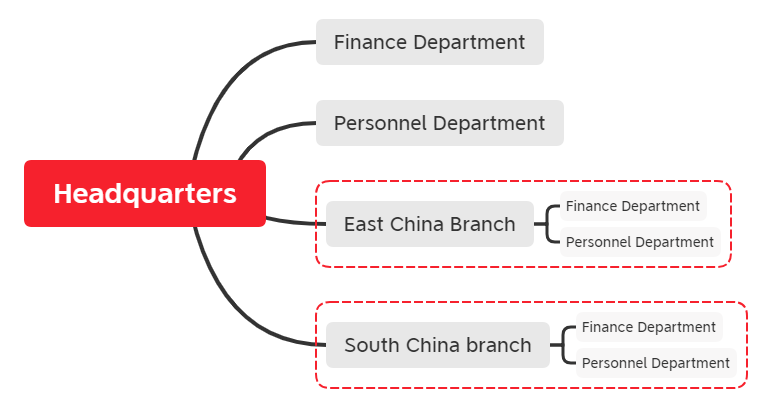 Finance Department
Personnel Department
Headquarters
East China Branch
Finance Department
Personnel Department
South China branch
Finance Department
Personnel Department